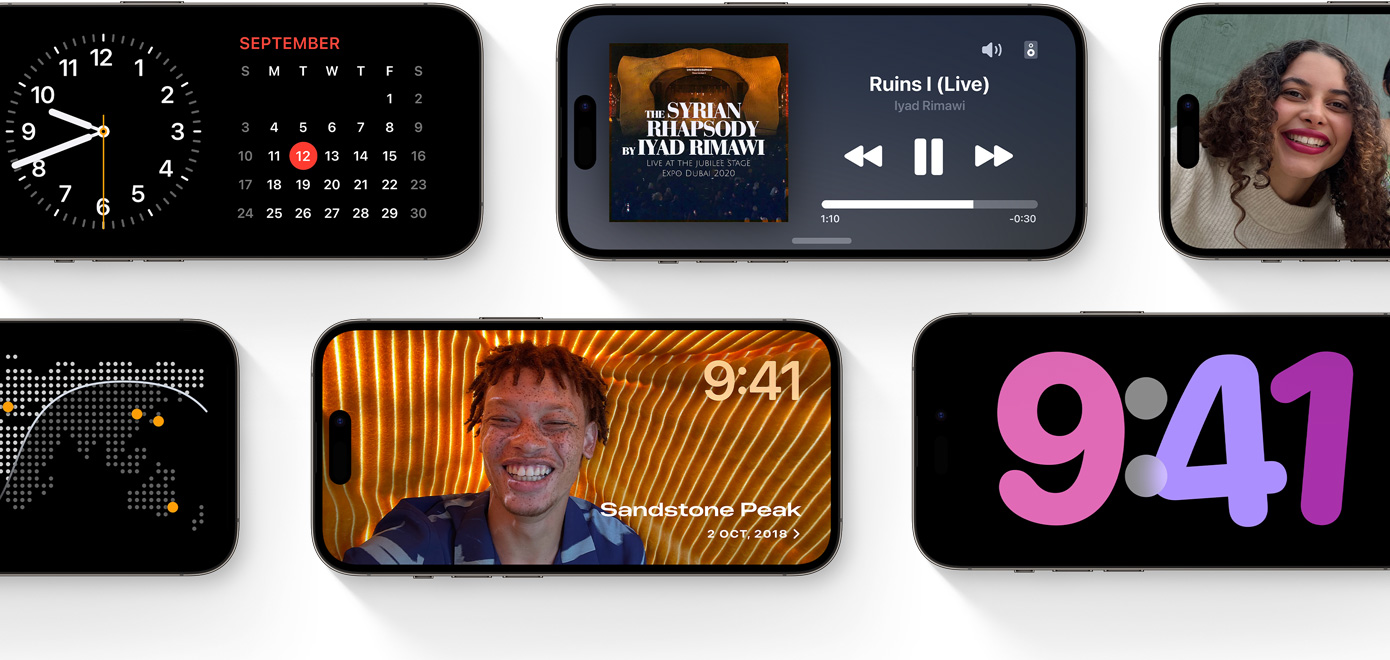 12
11
1
10
2
9
3
8
4
7
5
6
SEPTEMBER
S M T W T F S
1 2
3 4 5 6 7 8 9
10 11 12 13 14 15 16
17 18 19 20 21 22 23
24 25 26 27 28 29 30
THE SYRIAN
RHAPSODY
BY IYAD RIMAWI
LIVE AT THE JUBILEE STAGE
EXPO DUBAI 2020
Ruins I (Live)
Iyad Rimawi
1:10 -0:30
9:41
Sandstone Peak
2 OCT, 2018 >
9:41